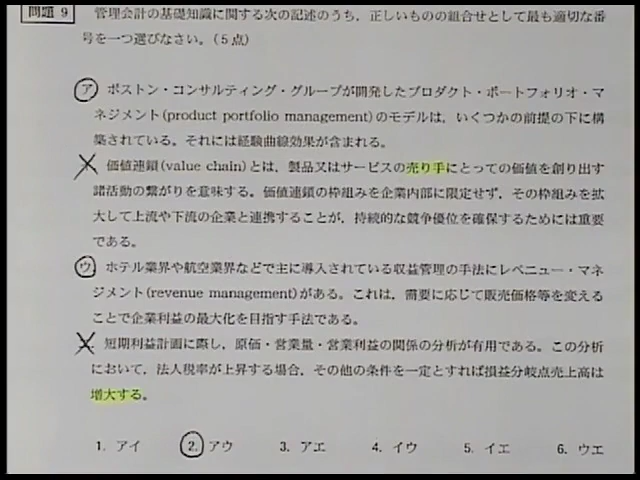 問題 9
管理会計の基礎知識に関する次の記述のうち，正しいものの組合せとして最も適切な番
号を一つ選びなさい。（5点）
ア ボストン・コンサルティング・グループが開発したプロダクト・ポートフォリオ・マ
ネジメント(product portfolio management)のモデルは，いくつかの前提の下に構
築されている。それには経験曲線効果が含まれる。
価値連鎖(value chain)とは，製品又はサービスの売り手にとっての価値を創り出す
諸活動の繋がりを意味する。価値連鎖の枠組みを企業内部に限定せず，その枠組みを拡
大して上流や下流の企業と連携することが，持続的な競争優位を確保するためには重要
である。
ウ ホテル業界や航空業界などで主に導入されている収益管理の手法にレベニュー・マネ
ジメント(revenue management)がある。これは，需要に応じて販売価格等を変える
ことで企業利益の最大化を目指す手法である。
短期利益計画に際し，原価・営業量・営業利益の関係の分析が有用である。この分析
において，法人税率が上昇する場合，その他の条件を一定とすれば損益分岐点売上高は
増大する。
1. アイ 2. アウ 3. アエ 4. イウ 5. イエ 6. ウエ